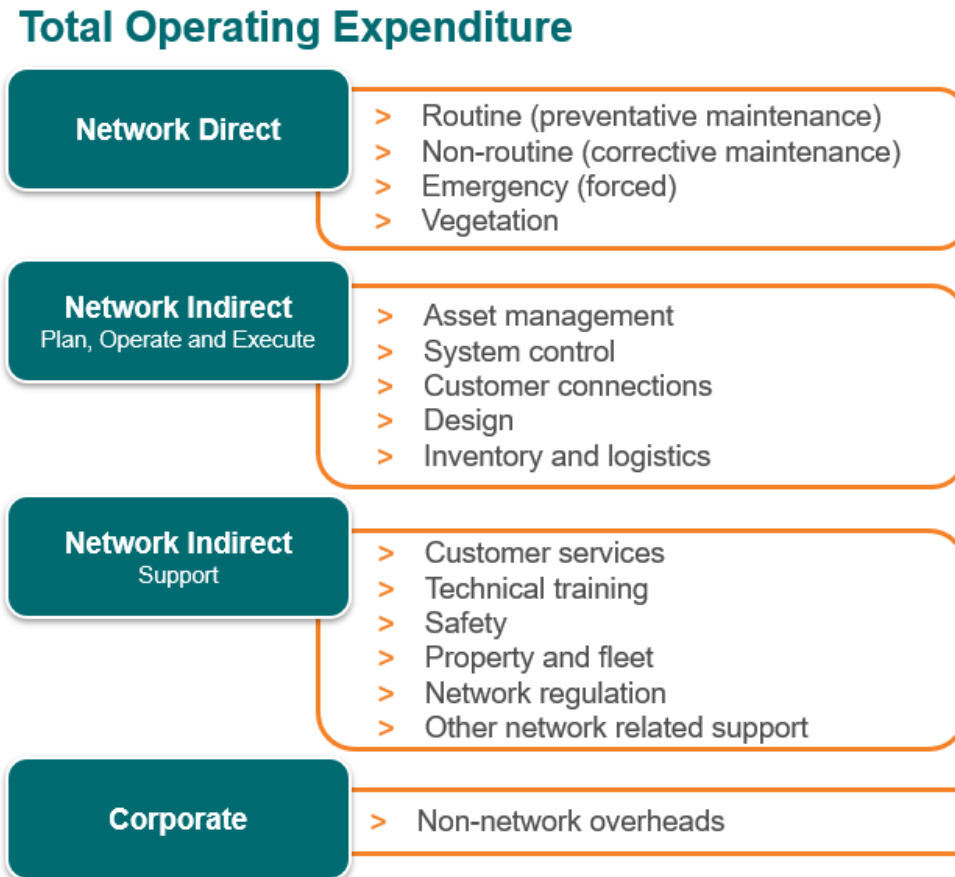 Total Operating Expenditure
Network Direct
> Routine (preventative maintenance)
> Non-routine (corrective maintenance)
> Emergency (forced)
> Vegetation
Network Indirect
Plan, Operate and Execute
> Asset management
> System control
> Customer connections
> Design
> Inventory and logistics
Network Indirect
Support
> Customer services
> Technical training
> Safety
> Property and fleet
> Network regulation
> Other network related support
Corporate
> Non-network overheads